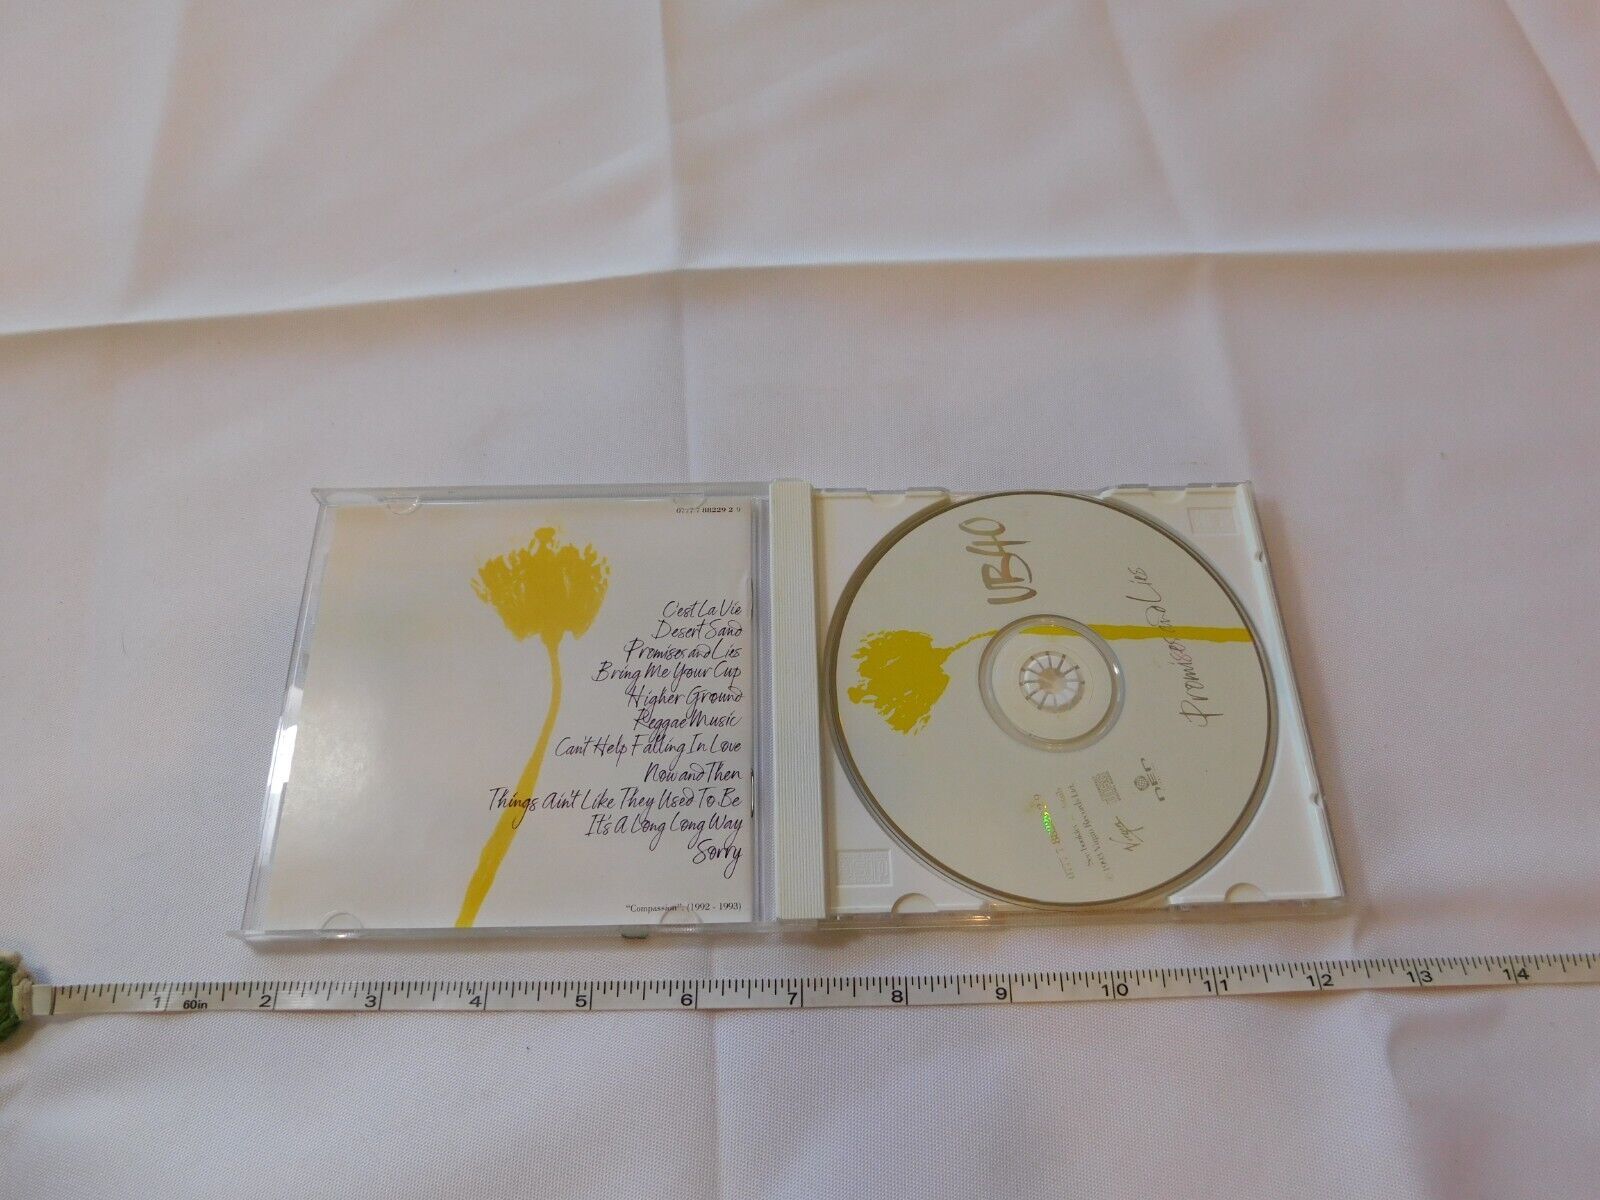 07777 88229 2 9
C'est La Vie
Desert Sand
Promises and Lies
Bring Me Your Cup
Higher Ground
Reggae Music
Can't Help Falling In Love
Now and Then
Things Ain't Like They Used To Be
It's A Long Long Way
Sorry
"Compassion". (1992 - 1993)
UB40
Promises and Lies
Virgin
1 60in 2 3 4 5 6 7 8 9 10 11 12 13 14